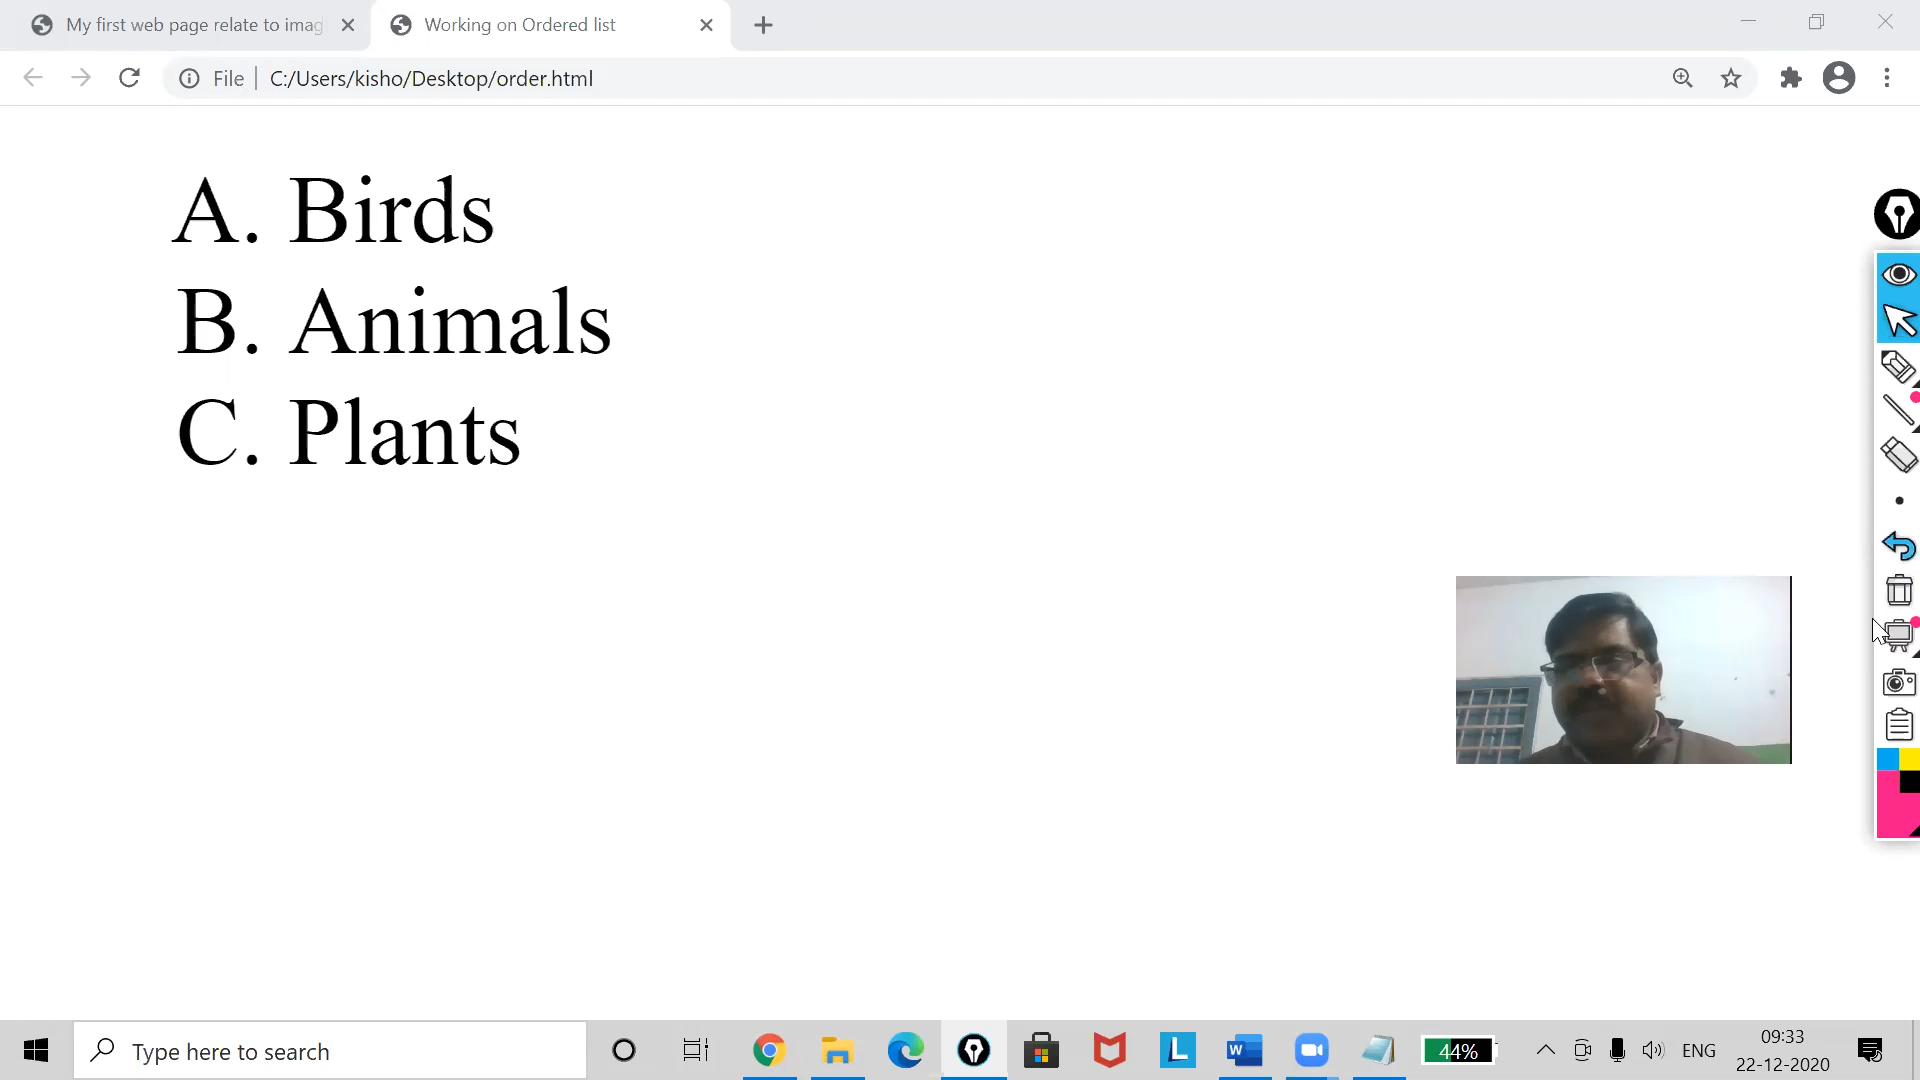 My first web page relate to imag
Working on Ordered list
File
C:/Users/kisho/Desktop/order.html
A. Birds
B. Animals
C. Plants
Type here to search
L
W
44%
ENG
09:33
22-12-2020